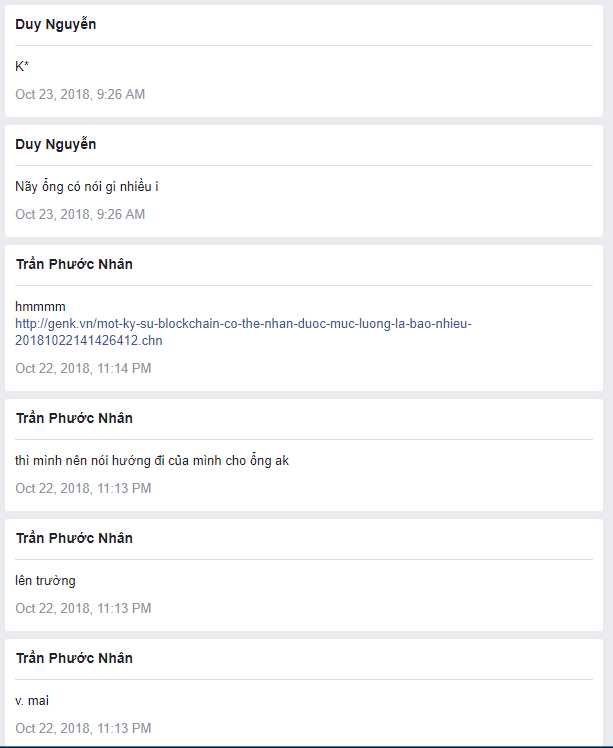 Duy Nguyễn
K*
Oct 23, 2018, 9:26 AM
Duy Nguyễn
Nãy ổng có nói gì nhiều i
Oct 23, 2018, 9:26 AM
Trần Phước Nhân
hmmmm
http://genk.vn/mot-ky-su-blockchain-co-the-nhan-duoc-muc-luong-la-bao-nhieu-
20181022141426412.chn
Oct 22, 2018, 11:14 PM
Trần Phước Nhân
thì mình nên nói hướng đi của mình cho ổng ak
Oct 22, 2018, 11:13 PM
Trần Phước Nhân
lên trường
Oct 22, 2018, 11:13 PM
Trần Phước Nhân
v. mai
Oct 22, 2018, 11:13 PM